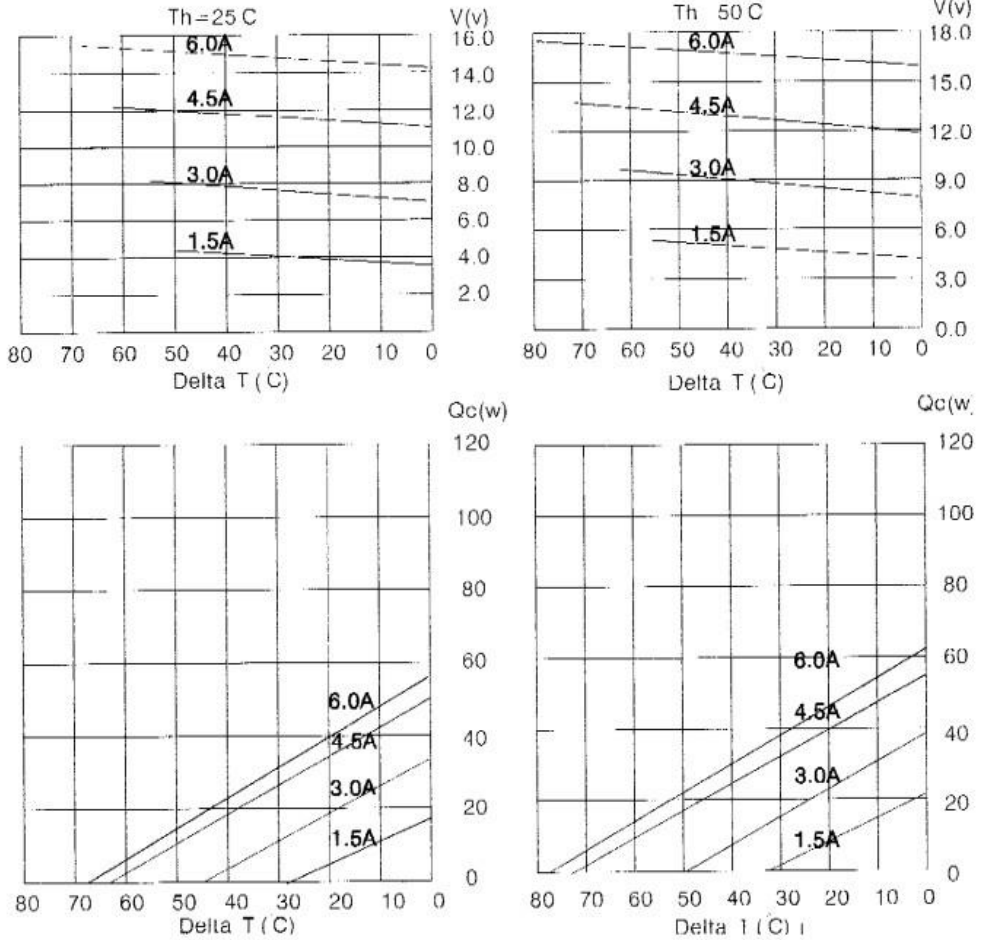 Th=25 C
V(v)
6.0A
16.0
14.0
4.5A
12.0
10.0
3.0A
8.0
6.0
1.5A
4.0
2.0
80 70 60 50 40 30 20 10 0
Delta T ( C)
Th 50 C
V(v)
6.0A
18.0
15.0
4.5A
12.0
3.0A
9.0
1.5A
6.0
3.0
0.0
80 70 60 50 40 30 20 10 0
Delta T ( C)
Qc(w)
120
100
80
60
6.0A
40
4.5A
3.0A
20
1.5A
0
80 70 60 50 40 30 20 10 0
Delta T ( C)
Qc(w
120
100
80
60
6.0A
4.5A
40
3.0A
20
1.5A
0
80 70 60 50 40 30 20 10 0
Delta T ( C)